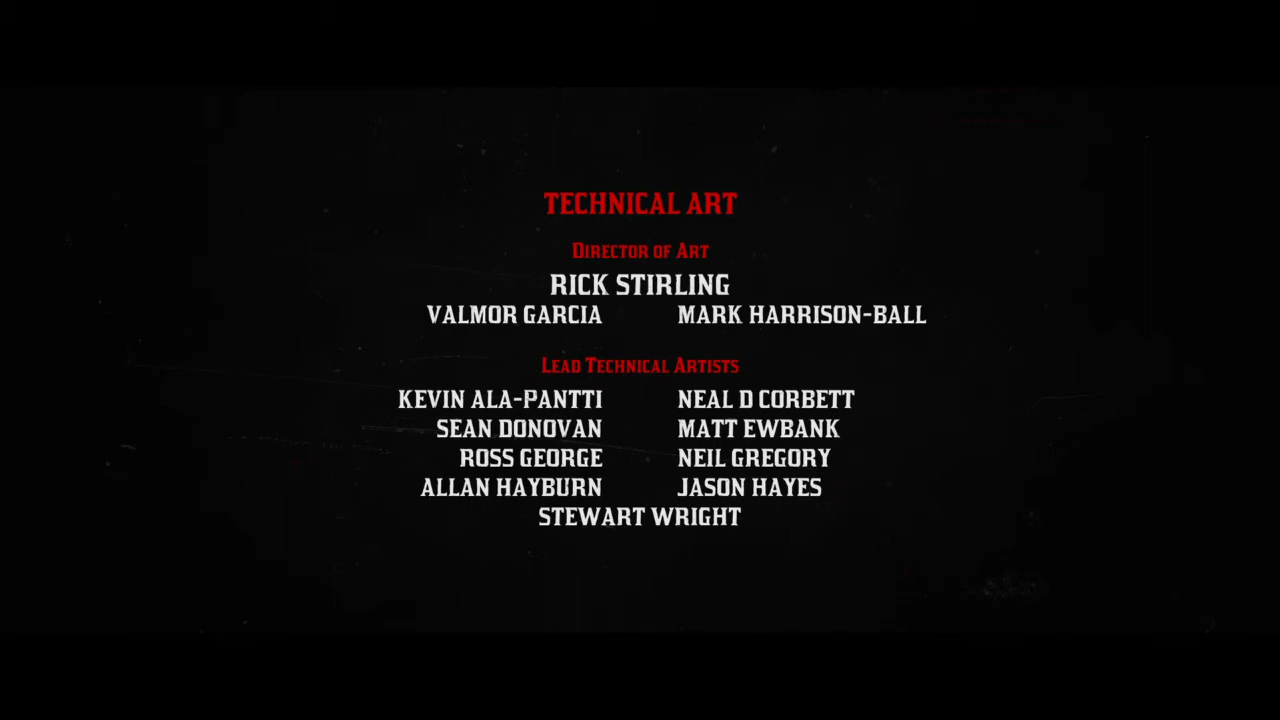 TECHNICAL ART
DIRECTOR OF ART
RICK STIRLING
VALMOR GARCIA MARK HARRISON-BALL
LEAD TECHNICAL ARTISTS
KEVIN ALA-PANTTI NEAL D CORBETT
SEAN DONOVAN MATT EWBANK
ROSS GEORGE NEIL GREGORY
ALLAN HAYBURN JASON HAYES
STEWART WRIGHT